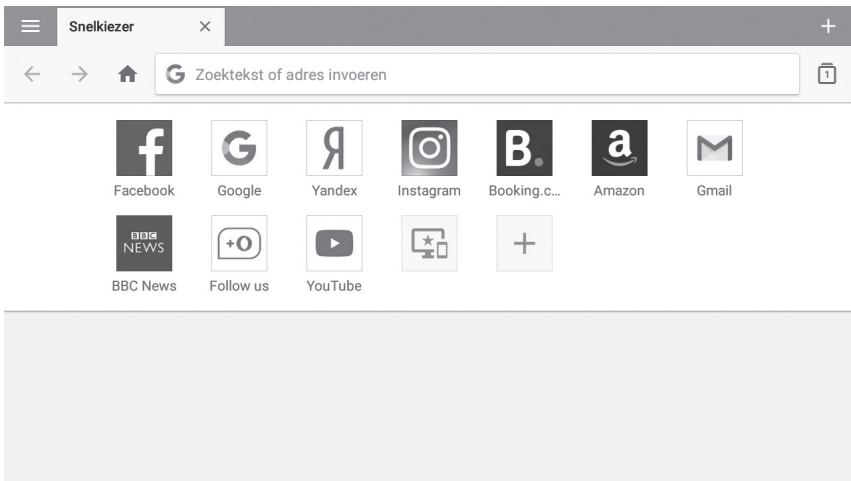 Snelkiezer
Zoektekst of adres invoeren
1
f G Я B. a M
Facebook Google Yandex Instagram Booking.c... Amazon Gmail
BBC
NEWS +O
BBC News Follow us YouTube